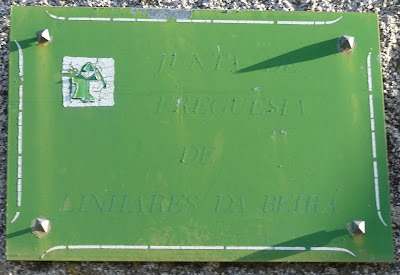 JUNTA DE
FREGUESIA
DE
LINHARES DA BEIRA